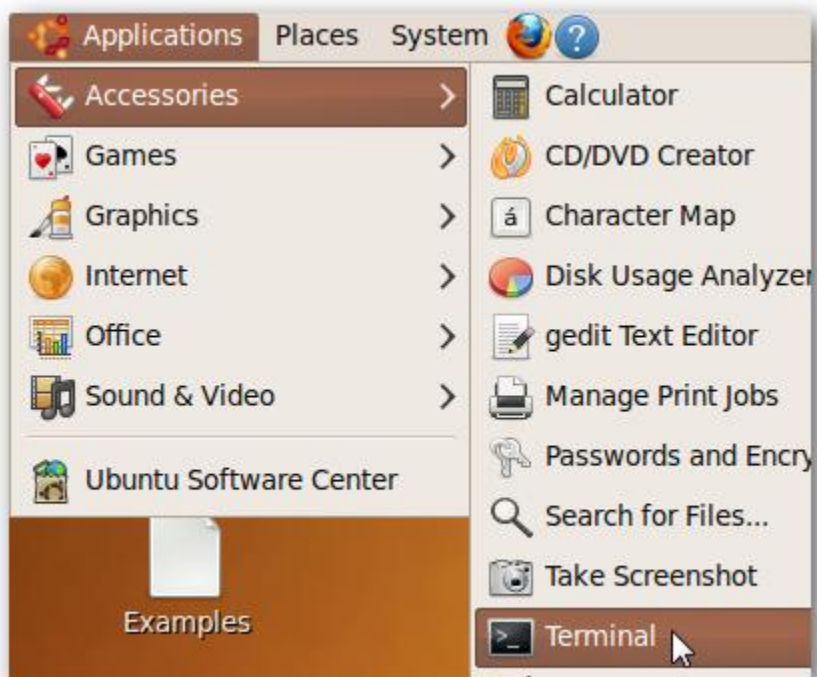 Applications Places System
Accessories
Games
Graphics
Internet
Office
Sound & Video
Ubuntu Software Center
Examples
Calculator
CD/DVD Creator
á Character Map
Disk Usage Analyzer
gedit Text Editor
Manage Print Jobs
Passwords and Encry
Search for Files...
Take Screenshot
>_ Terminal